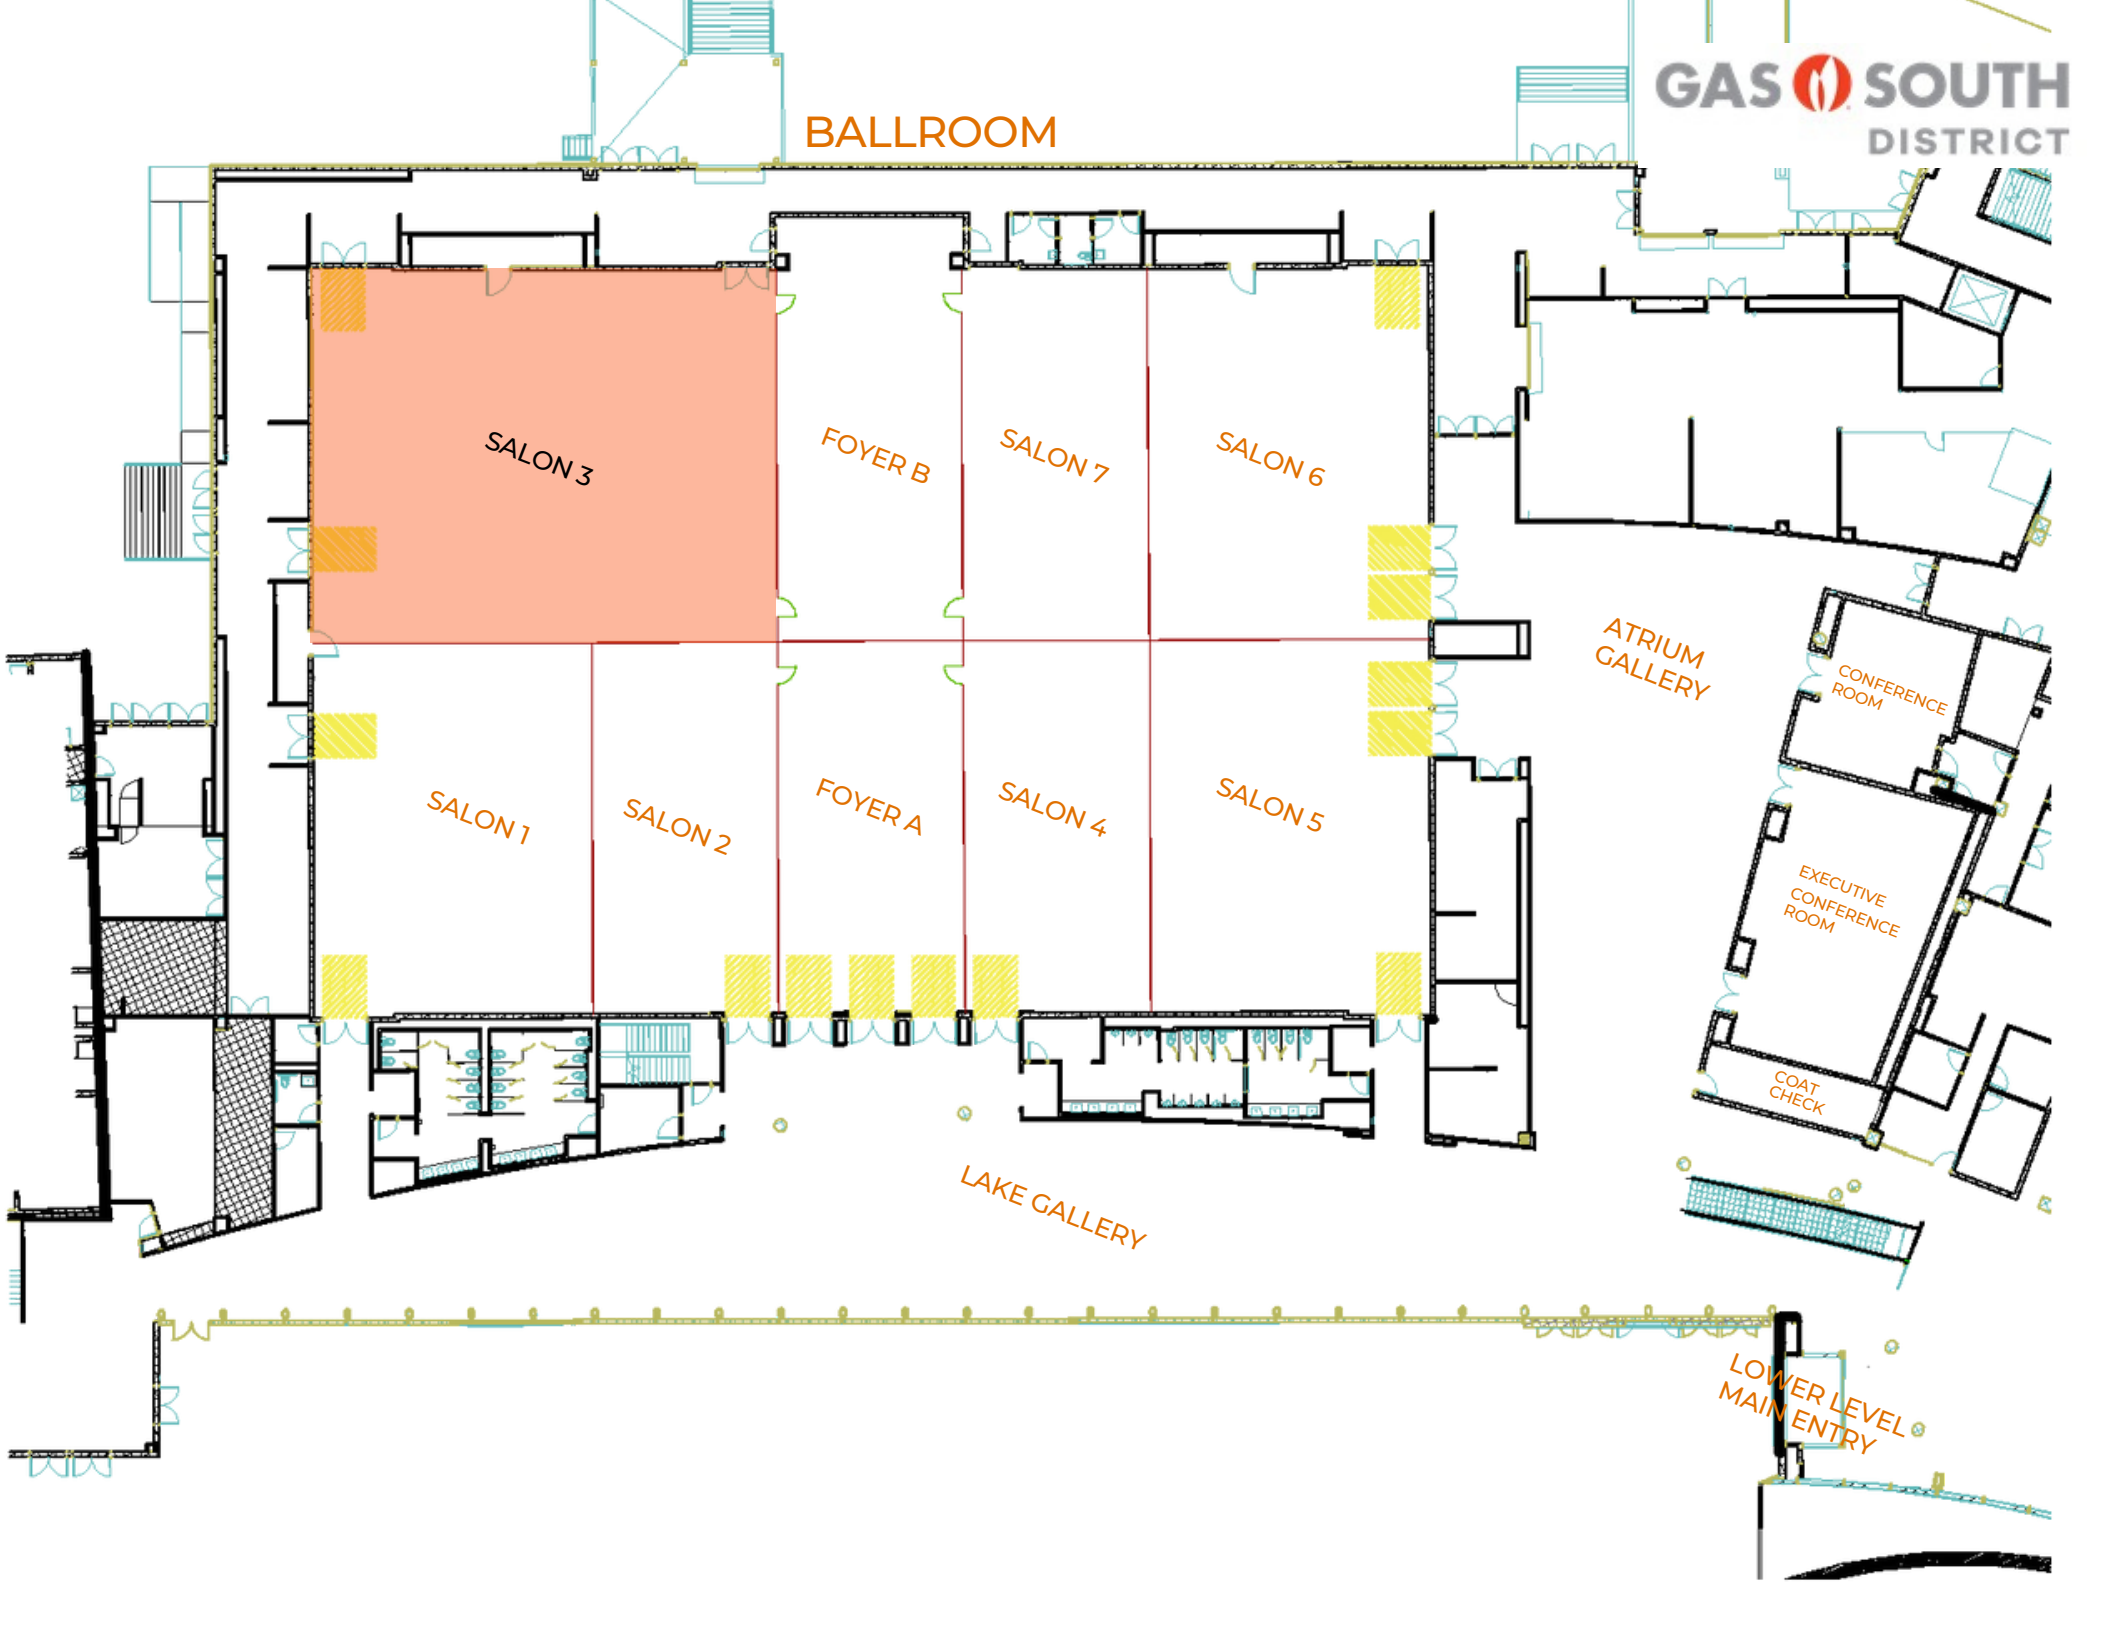 GAS SOUTH
DISTRICT
BALLROOM
SALON 3
FOYER B
SALON 7
SALON 6
ATRIUM
GALLERY
CONFERENCE
ROOM
SALON 1
SALON 2
FOYER A
SALON 4
SALON 5
EXECUTIVE
CONFERENCE
ROOM
COAT
CHECK
LAKE GALLERY
LOWER LEVEL
MAIN ENTRY